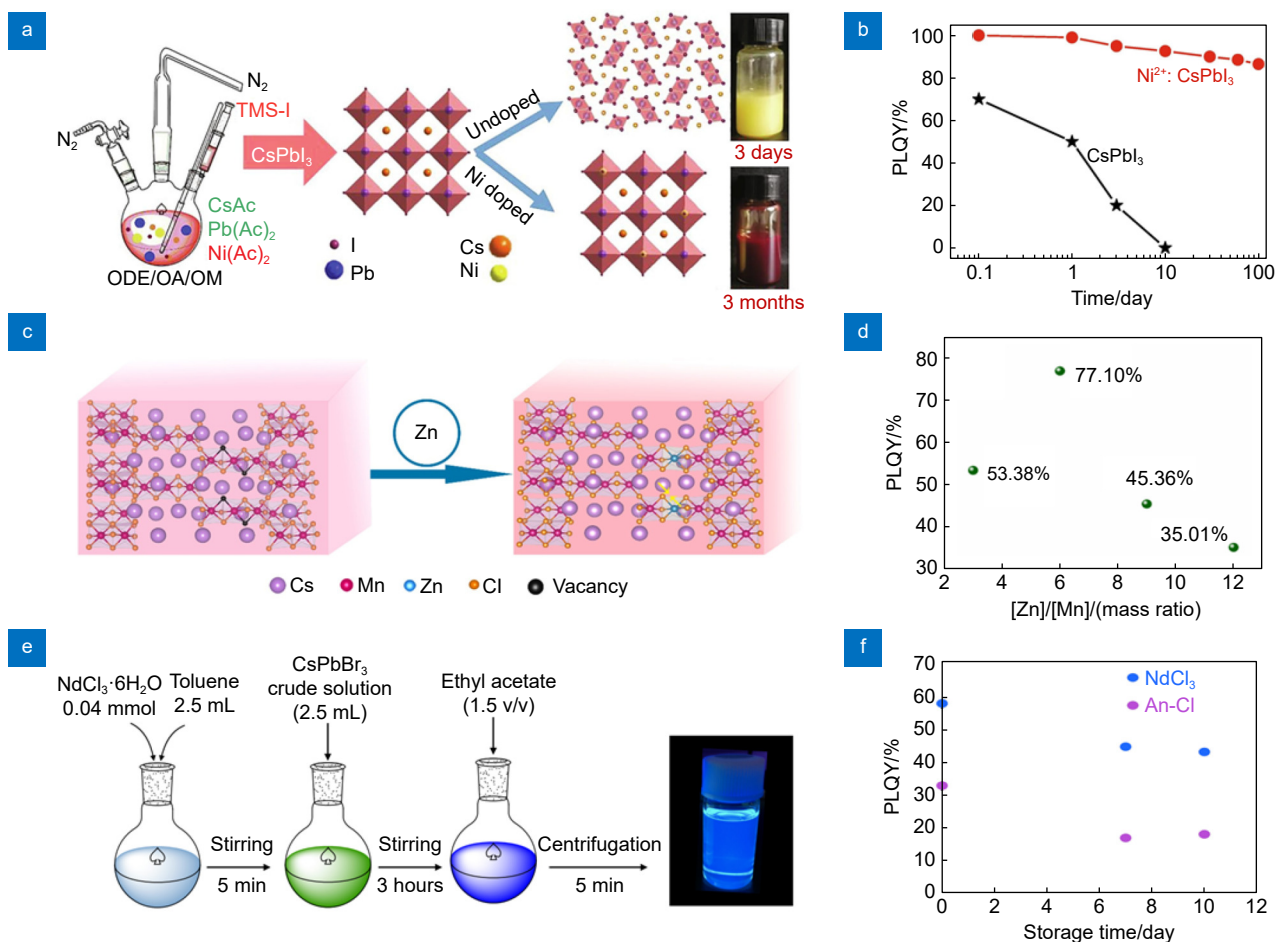 a
N₂
N₂
TMS-I
CsPbI₃
CsAc
Pb(Ac)₂
Ni(Ac)₂
ODE/OA/OM
I
Pb
Cs
Ni
Undoped
Ni doped
3 days
3 months
b
PLQY/%
100
80
60
40
20
0
Ni²⁺: CsPbI₃
CsPbI₃
0.1
1
10
100
Time/day
c
Zn
Cs
Mn
Zn
Cl
Vacancy
d
PLQY/%
80
70
60
50
40
30
77.10%
53.38%
45.36%
35.01%
2
4
6
8
10
12
[Zn]/[Mn]/(mass ratio)
e
NdCl₃·6H₂O
0.04 mmol
Toluene
2.5 mL
CsPbBr₃
crude solution
(2.5 mL)
Ethyl acetate
(1.5 v/v)
Stirring
5 min
Stirring
3 hours
Centrifugation
5 min
f
PLQY/%
70
60
50
40
30
20
10
0
NdCl₃
An-Cl
0
2
4
6
8
10
12
Storage time/day